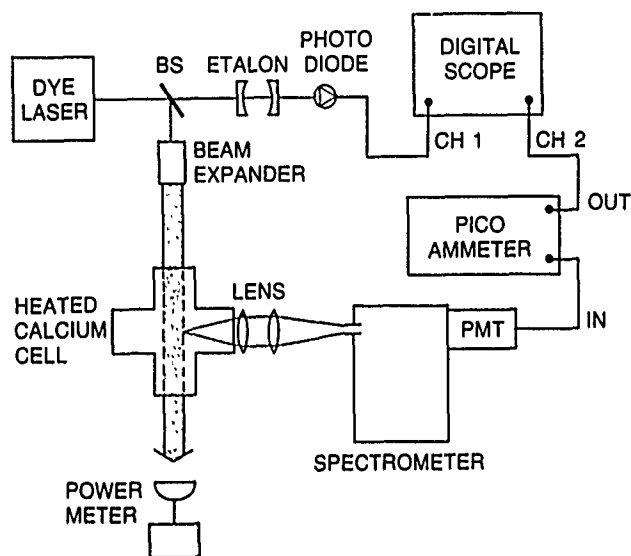 DYE
LASER
BS
ETALON
PHOTO
DIODE
DIGITAL
SCOPE
CH 1
CH 2
BEAM
EXPANDER
OUT
PICO
AMMETER
IN
HEATED
CALCIUM
CELL
LENS
PMT
SPECTROMETER
POWER
METER